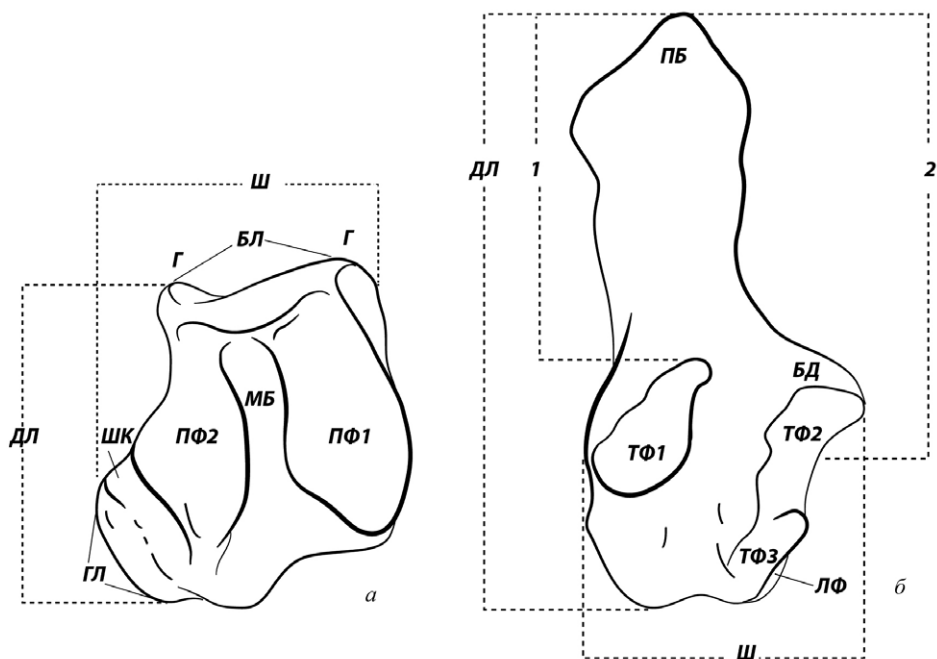 Ш
Г
БЛ
Г
ДЛ
ШК
ПФ2
МБ
ПФ1
ГЛ
а
ПБ
ДЛ
1
2
БД
ТФ1
ТФ2
ТФ3
ЛФ
б
Ш